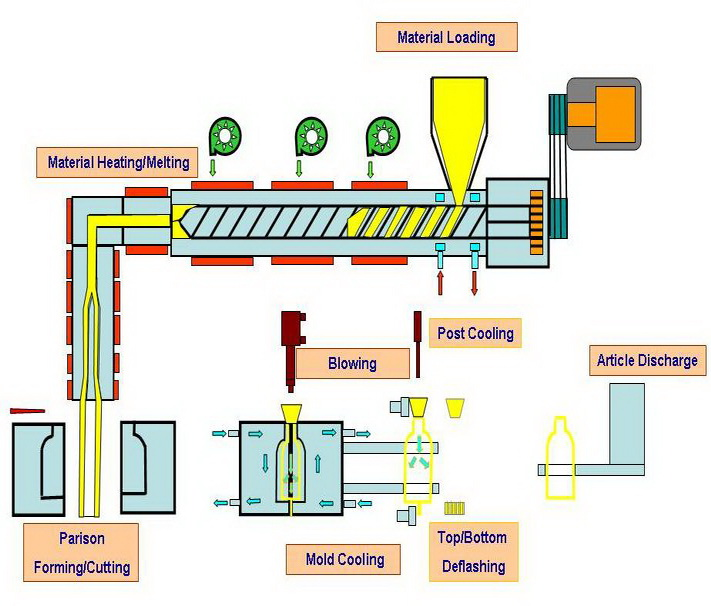 Material Loading
Material Heating/Melting
Post Cooling
Blowing
Article Discharge
Parison
Forming/Cutting
Mold Cooling
Top/Bottom
Deflashing